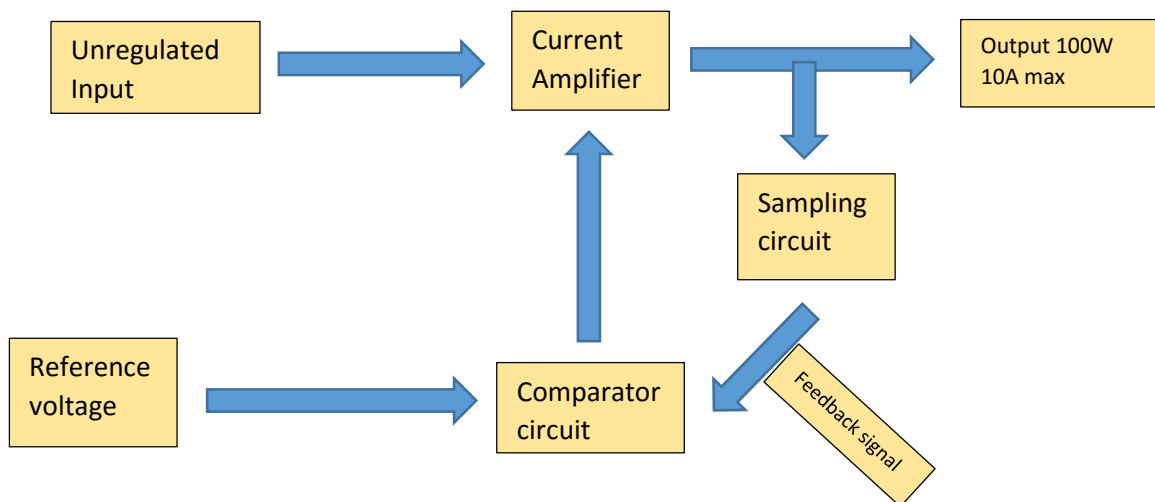 Unregulated
Input
Current
Amplifier
Output 100W
10A max
Sampling
circuit
Reference
voltage
Comparator
circuit
Feedback signal